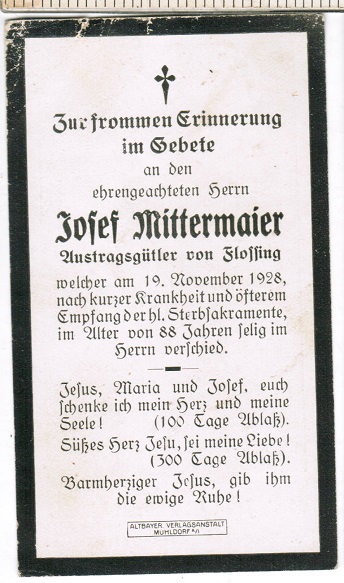 Zur frommen Erinnerung
im Gebete
an den
ehrengeachteten Herrn
Josef Mittermaier
Austragsgütler von Flossing
welcher am 19. November 1928,
nach kurzer Krankheit und öfterem
Empfang der hl. Sterbsakramente,
im Alter von 88 Jahren selig im
Herrn verschied.
Jesus, Maria und Josef, euch
schenke ich mein Herz und meine
Seele! (100 Tage Ablaß).
Süßes Herz Jesu, sei meine Liebe!
(300 Tage Ablaß).
Barmherziger Jesus, gib ihm
die ewige Ruhe!
ALTBAYER. VERLAGSANSTALT
MÜHLDORF a/I